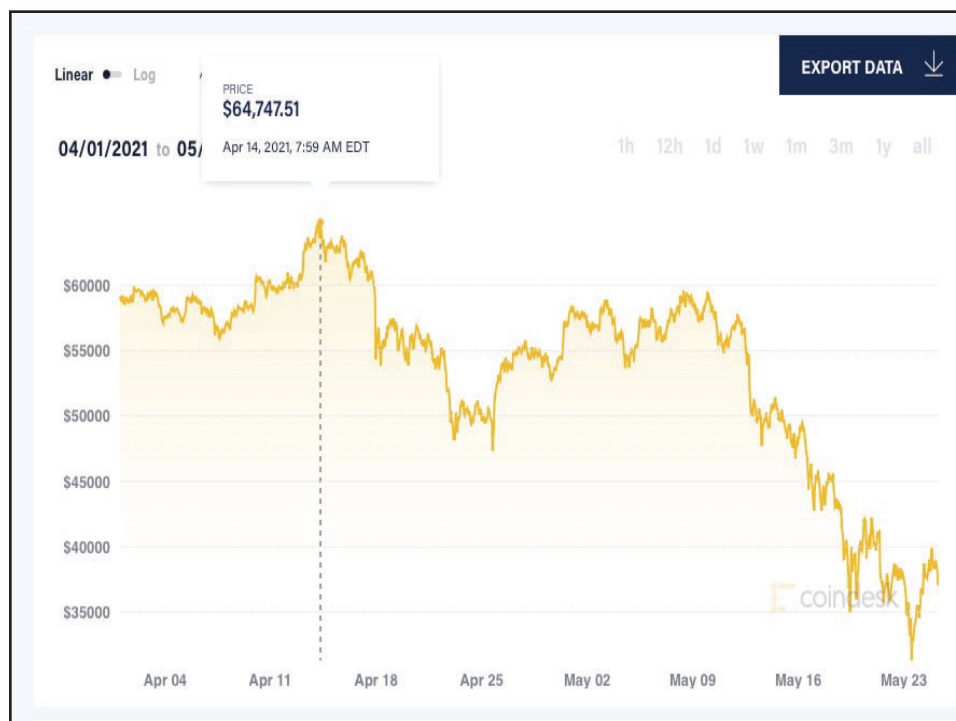 Linear Log
EXPORT DATA
PRICE
$64,747.51
Apr 14, 2021, 7:59 AM EDT
04/01/2021 to 05/
1h 12h 1d 1w 1m 3m 1y all
$60000
$55000
$50000
$45000
$40000
$35000
coindesk
Apr 04 Apr 11 Apr 18 Apr 25 May 02 May 09 May 16 May 23